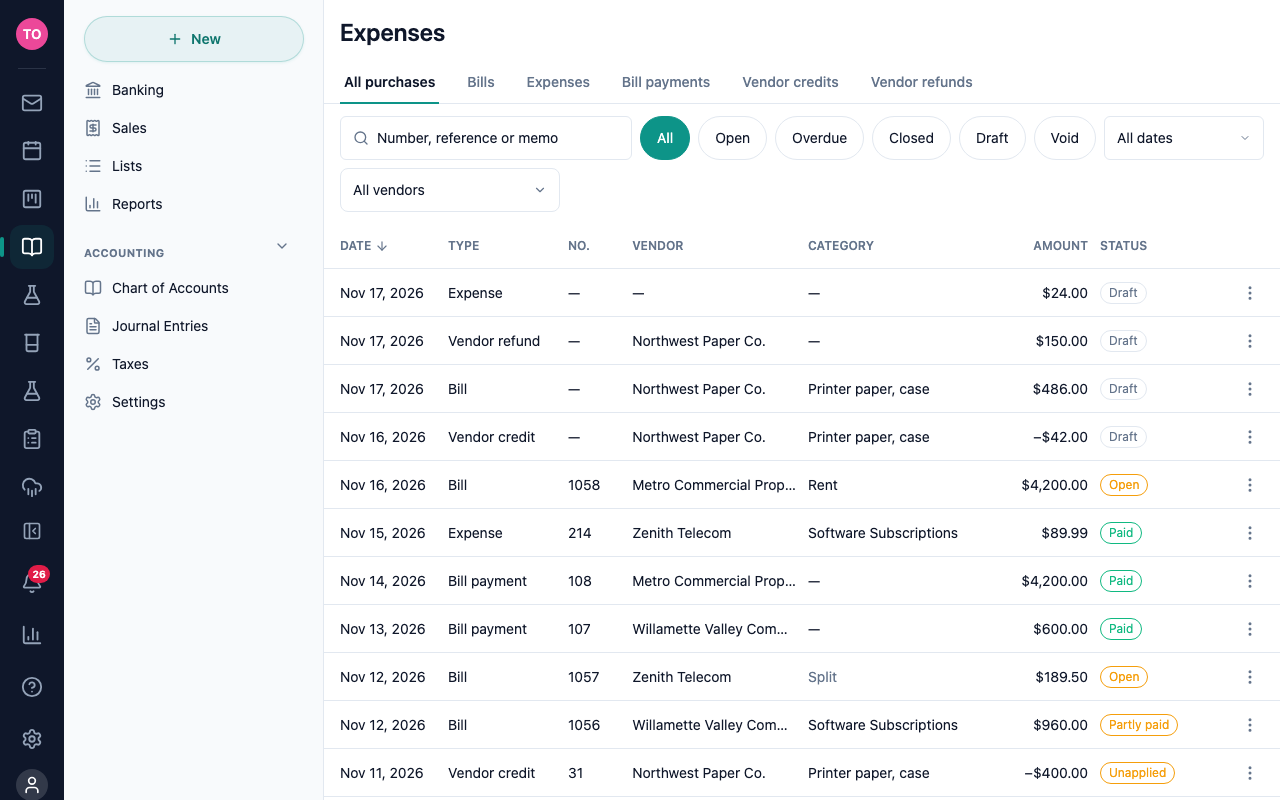 TO
New
Banking
Sales
Lists
Reports
ACCOUNTING
Chart of Accounts
Journal Entries
Taxes
Settings
26
Expenses
All purchases Bills Expenses Bill payments Vendor credits Vendor refunds
Number, reference or memo All Open Overdue Closed Draft Void All dates
All vendors
DATE TYPE NO. VENDOR CATEGORY AMOUNT STATUS
Nov 17, 2026 Expense — — — $24.00 Draft
Nov 17, 2026 Vendor refund — Northwest Paper Co. — $150.00 Draft
Nov 17, 2026 Bill — Northwest Paper Co. Printer paper, case $486.00 Draft
Nov 16, 2026 Vendor credit — Northwest Paper Co. Printer paper, case −$42.00 Draft
Nov 16, 2026 Bill 1058 Metro Commercial Prop... Rent $4,200.00 Open
Nov 15, 2026 Expense 214 Zenith Telecom Software Subscriptions $89.99 Paid
Nov 14, 2026 Bill payment 108 Metro Commercial Prop... — $4,200.00 Paid
Nov 13, 2026 Bill payment 107 Willamette Valley Com... — $600.00 Paid
Nov 12, 2026 Bill 1057 Zenith Telecom Split $189.50 Open
Nov 12, 2026 Bill 1056 Willamette Valley Com... Software Subscriptions $960.00 Partly paid
Nov 11, 2026 Vendor credit 31 Northwest Paper Co. Printer paper, case −$400.00 Unapplied